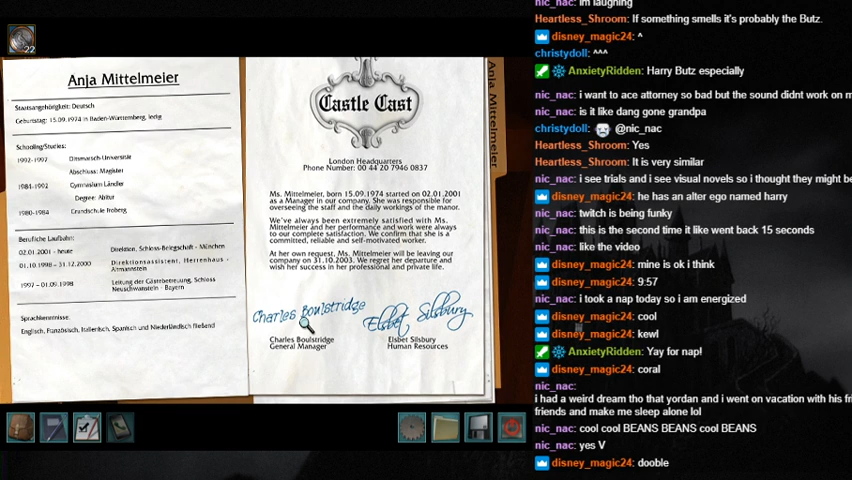 22
Anja Mittelmeier
Staatsangehörigkeit: Deutsch
Geburtstag: 15.09.1974 in Baden-Württemberg, ledig
Schooling/Studies:
1992-1997 Dittmarsch-Universität
Abschluss: Magister
1984-1992 Gymnasium Ländler
Degree: Abitur
1980-1984 Grundschule Iroberg
Berufliche Laufbahn:
02.01.2001 - heute Direktion, Schloss-Belegschaft - München
01.10.1998 - 31.12.2000 Direktionsassistent, Herrenhaus -
Ahmannstein
1997 - 01.09.1998 Leitung der Gästebetreuung, Schloss
Neuschwanstein - Bayern
Sprachkenntnisse:
Englisch, Französisch, Italienisch, Spanisch und Niederländisch fließend
Castle Cast
London Headquarters
Phone Number: 00 44 20 7946 0837
Ms. Mittelmeier, born 15.09.1974 started on 02.01.2001
as a Manager in our company. She was responsible for
overseeing the staff and the daily workings of the manor.
We've always been extremely satisfied with Ms.
Mittelmeier and her performance and work were always
to our complete satisfaction. We confirm that she is a
committed, reliable and self-motivated worker.
At her own request, Ms. Mittelmeier will be leaving our
company on 31.10.2003. We regret her departure and
wish her success in her professional and private life.
Charles Boulstridge
Elsbet Silsbury
Charles Boulstridge
General Manager
Elsbet Silsbury
Human Resources
Anja Mittelmeier
nic_nac: im laughing
Heartless_Shroom: If something smells it's probably the Butz.
disney_magic24: ^
christydoll: ^^^
AnxietyRidden: Harry Butz especially
nic_nac: i want to ace attorney so bad but the sound didnt work on m
nic_nac: is it like dang gone grandpa
christydoll: @nic_nac
Heartless_Shroom: Yes
Heartless_Shroom: It is very similar
nic_nac: i see trials and i see visual novels so i thought they might be
disney_magic24: he has an alter ego named harry
nic_nac: twitch is being funky
nic_nac: this is the second time it like went back 15 seconds
nic_nac: like the video
disney_magic24: mine is ok i think
disney_magic24: 9:57
nic_nac: i took a nap today so i am energized
disney_magic24: cool
disney_magic24: kewl
AnxietyRidden: Yay for nap!
disney_magic24: coral
nic_nac:
i had a weird dream tho that yordan and i went on vacation with his fri
friends and make me sleep alone lol
nic_nac: cool cool BEANS BEANS cool BEANS
nic_nac: yes V
disney_magic24: dooble